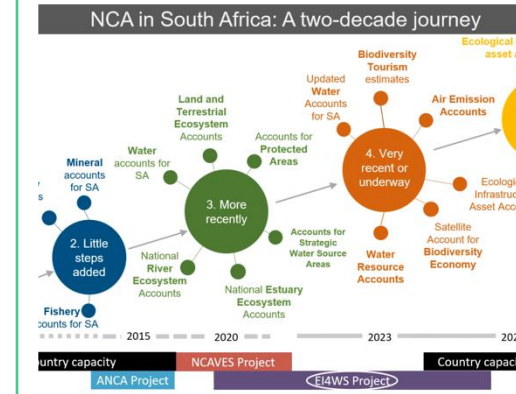 NCA in South Africa: A two-decade journey
Ecological
asset a
Biodiversity
Tourism
estimates
Updated
Water
Accounts
for SA
Air Emission
Accounts
4. Very
recent or
underway
Ecologic
Infrastruc
Asset Acco
Satellite
Account for
Biodiversity
Economy
Water
Resource
Accounts
Land and
Terrestrial
Ecosystem
Accounts
Water
accounts for
SA
Accounts for
Protected
Areas
3. More
recently
Accounts for
Strategic
Water Source
Areas
National
River
Ecosystem
Accounts
National Estuary
Ecosystem
Accounts
Mineral
accounts
for SA
2. Little
steps
added
Fishery
counts for SA
2015
2020
2023
202
untry capacity
NCAVES Project
Country capac
ANCA Project
EI4WS Project